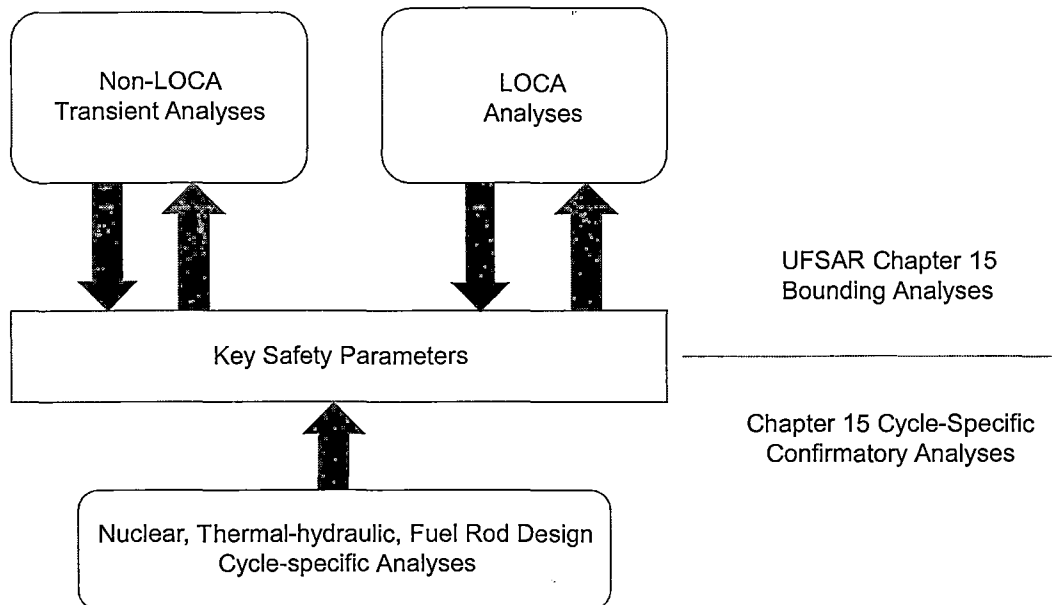 Non-LOCA
Transient Analyses
LOCA
Analyses
UFSAR Chapter 15
Bounding Analyses
Key Safety Parameters
Chapter 15 Cycle-Specific
Confirmatory Analyses
Nuclear, Thermal-hydraulic, Fuel Rod Design
Cycle-specific Analyses